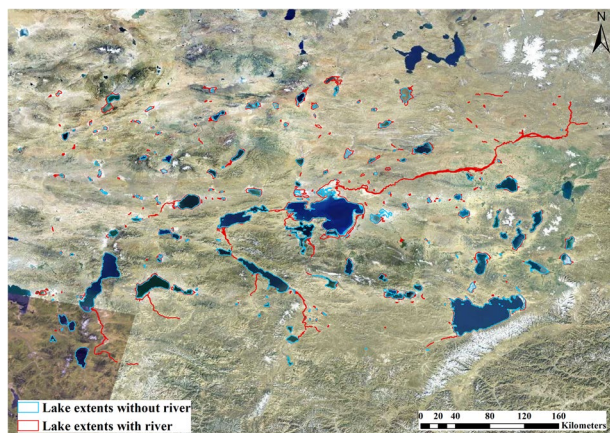 N
Lake extents without river
Lake extents with river
0 20 40 80 120 160
Kilometers